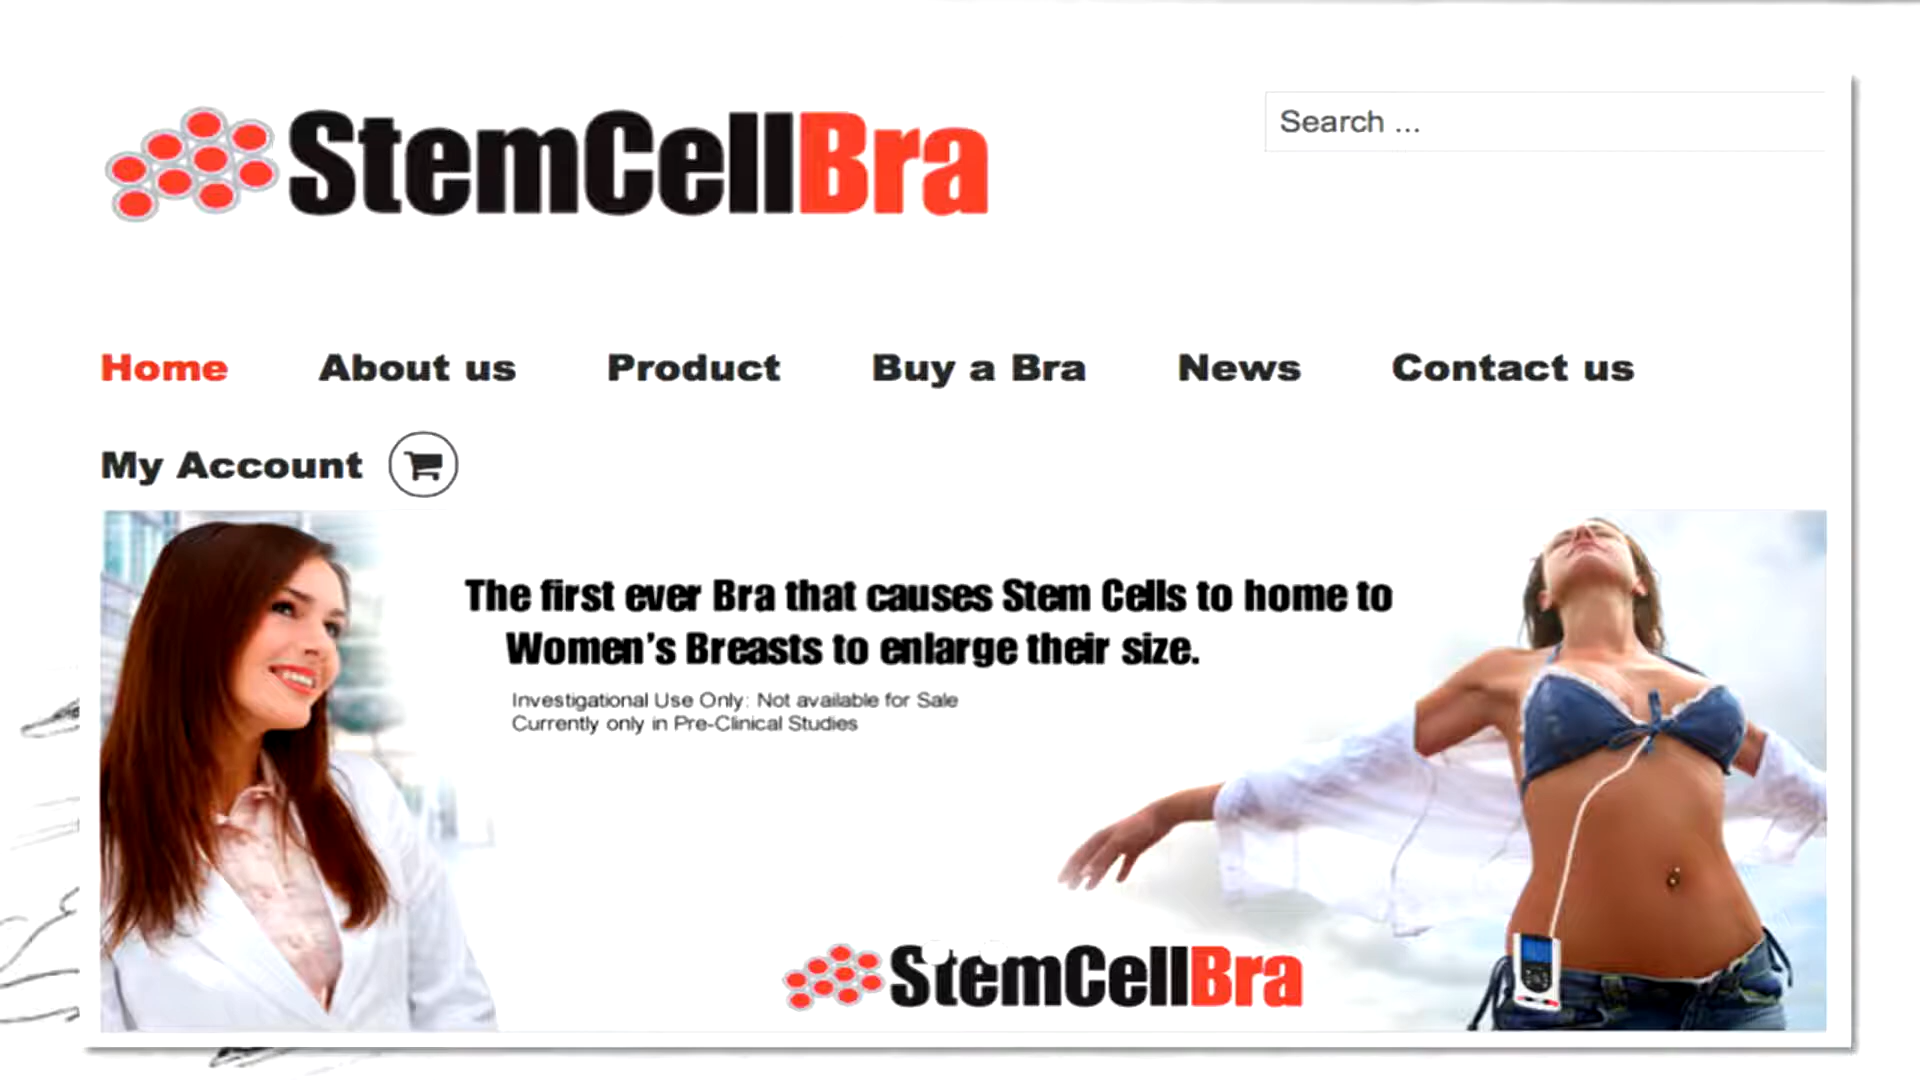 StemCellBra
Search ...
Home About us Product Buy a Bra News Contact us
My Account
The first ever Bra that causes Stem Cells to home to
Women's Breasts to enlarge their size.
Investigational Use Only: Not available for Sale
Currently only in Pre-Clinical Studies
StemCellBra